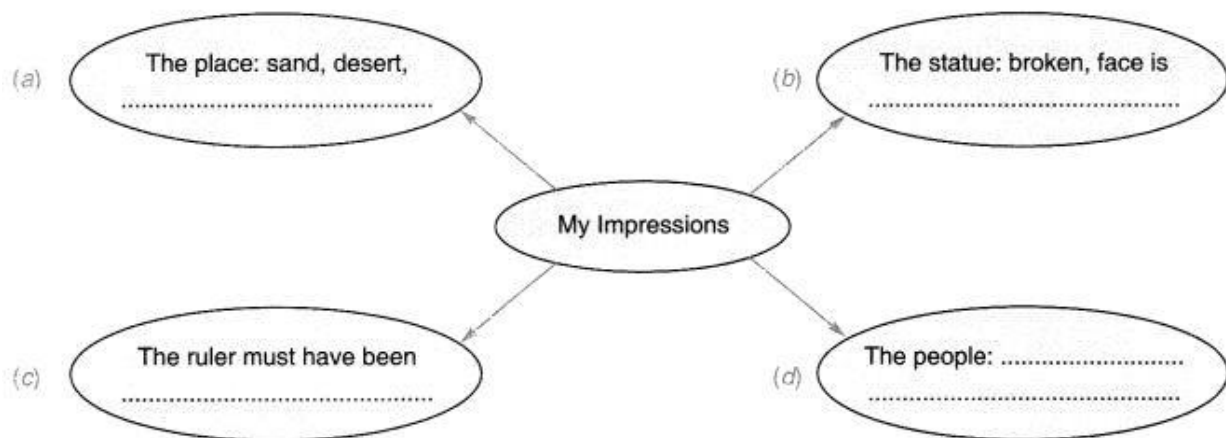 (a)
The place: sand, desert,
................................................
(b)
The statue: broken, face is
................................................
My Impressions
(c)
The ruler must have been
................................................
(d)
The people: ............................
................................................